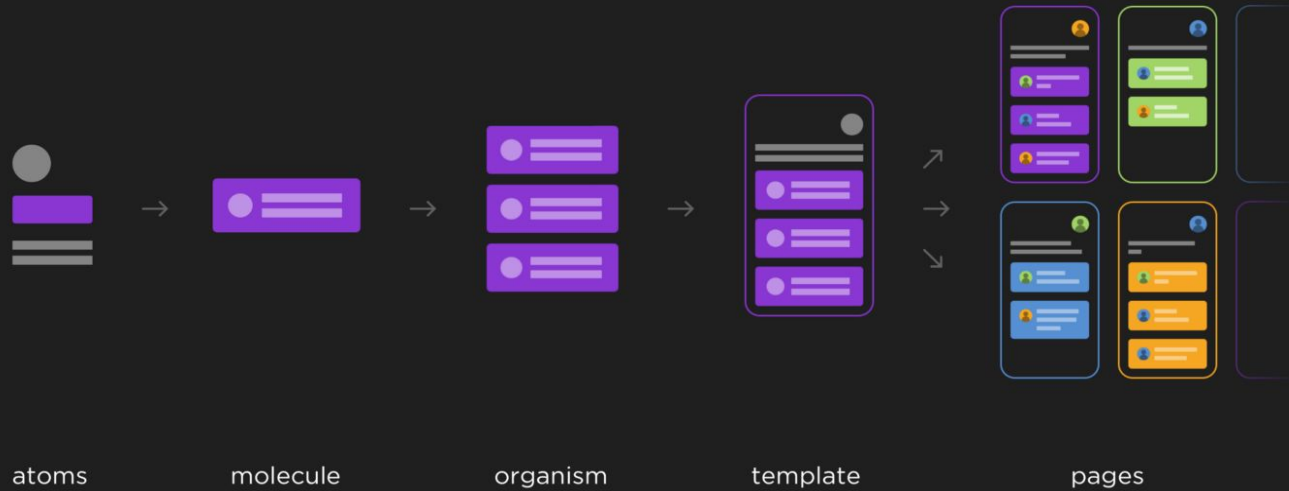 atoms
molecule
organism
template
pages